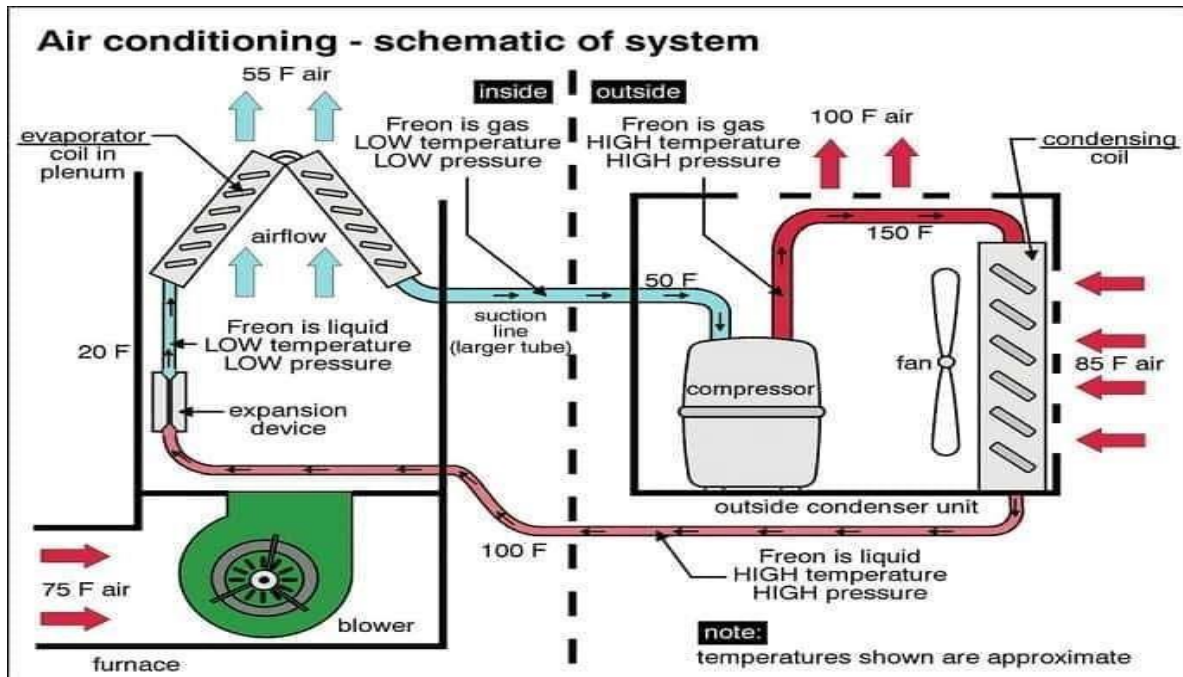 Air conditioning - schematic of system
55 F air
inside
outside
evaporator
coil in
plenum
Freon is gas
LOW temperature
LOW pressure
Freon is gas
HIGH temperature
HIGH pressure
100 F air
condensing
coil
airflow
150 F
50 F
suction
line
(larger tube)
20 F
Freon is liquid
LOW temperature
LOW pressure
compressor
fan
85 F air
expansion
device
outside condenser unit
100 F
Freon is liquid
HIGH temperature
HIGH pressure
75 F air
blower
furnace
note:
temperatures shown are approximate